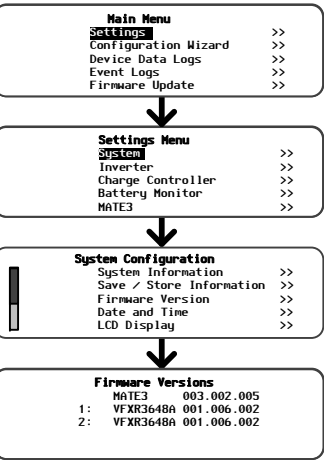 Main Menu
Settings >>
Configuration Wizard >>
Device Data Logs >>
Event Logs >>
Firmware Update >>
Settings Menu
System >>
Inverter >>
Charge Controller >>
Battery Monitor >>
MATE3 >>
System Configuration
System Information >>
Save / Store Information >>
Firmware Version >>
Date and Time >>
LCD Display >>
Firmware Versions
MATE3 003.002.005
1: VFXR3648A 001.006.002
2: VFXR3648A 001.006.002